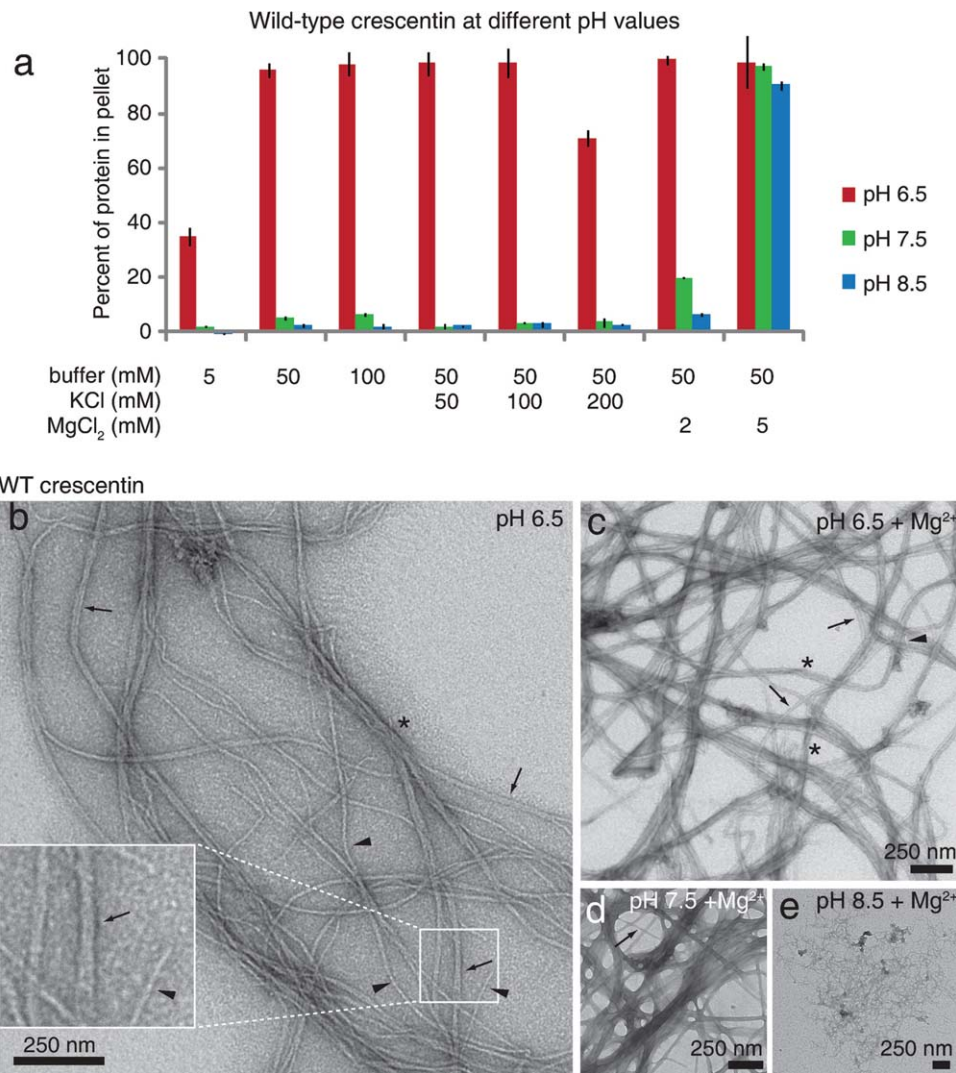 Wild-type crescentin at different pH values
a
Percent of protein in pellet
100
80
60
40
20
0
pH 6.5
pH 7.5
pH 8.5
buffer (mM) 5 50 100 50 50 50 50 50
KCl (mM) 50 100 200
MgCl₂ (mM) 2 5
WT crescentin
b pH 6.5
250 nm
c pH 6.5 + Mg²⁺
* 
*
*
250 nm
d pH 7.5 +Mg²⁺
250 nm
e pH 8.5 + Mg²⁺